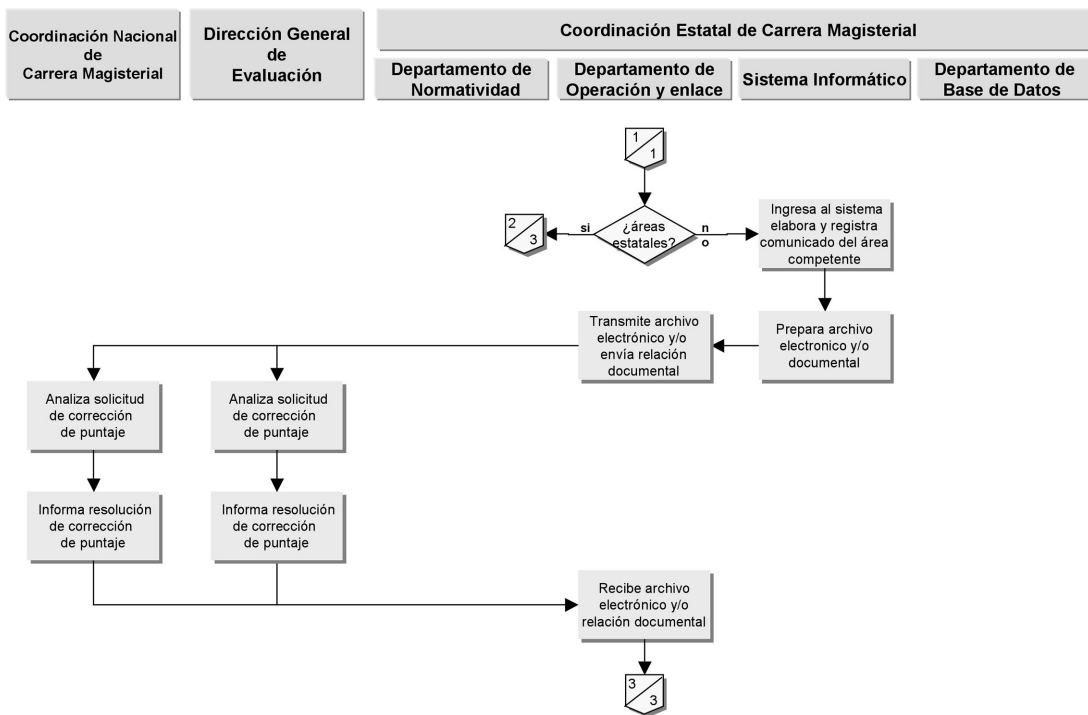 Coordinación Nacional
de
Carrera Magisterial
Dirección General
de
Evaluación
Coordinación Estatal de Carrera Magisterial
Departamento de
Normatividad
Departamento de
Operación y enlace
Sistema Informático
Departamento de
Base de Datos
1
1
¿áreas
estatales?
si
n
o
2
3
Ingresa al sistema
elabora y registra
comunicado del área
competente
Transmite archivo
electrónico y/o
envía relación
documental
Prepara archivo
electronico y/o
documental
Analiza solicitud
de corrección
de puntaje
Analiza solicitud
de corrección
de puntaje
Informa resolución
de corrección
de puntaje
Informa resolución
de corrección
de puntaje
Recibe archivo
electrónico y/o
relación documental
3
3